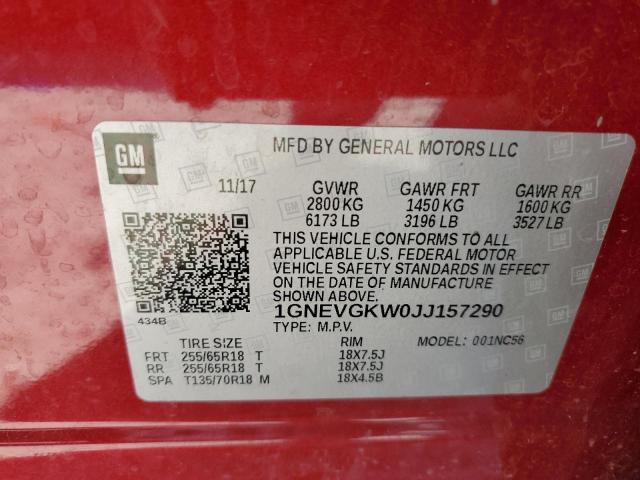 GM
MFD BY GENERAL MOTORS LLC
11/17 GVWR GAWR FRT GAWR RR
2800 KG 1450 KG 1600 KG
6173 LB 3196 LB 3527 LB
THIS VEHICLE CONFORMS TO ALL
APPLICABLE U.S. FEDERAL MOTOR
VEHICLE SAFETY STANDARDS IN EFFECT
ON THE DATE OF MANUFACTURE
SHOWN ABOVE.
434B 1GNEVGKW0JJ157290
TYPE: M.P.V. MODEL: 001NC56
TIRE SIZE RIM
FRT 255/65R18 T 18X7.5J
RR 255/65R18 T 18X7.5J
SPA T135/70R18 M 18X4.5B